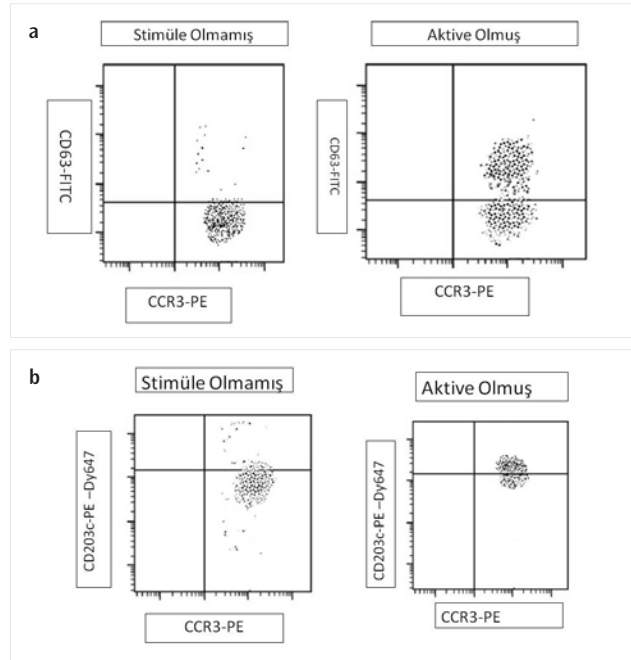 a
Stimüle Olmamış
Aktive Olmuş
CD63-FITC
CD63-FITC
CCR3-PE
CCR3-PE
b
Stimüle Olmamış
Aktive Olmuş
CD203c-PE –Dy647
CD203c-PE –Dy647
CCR3-PE
CCR3-PE